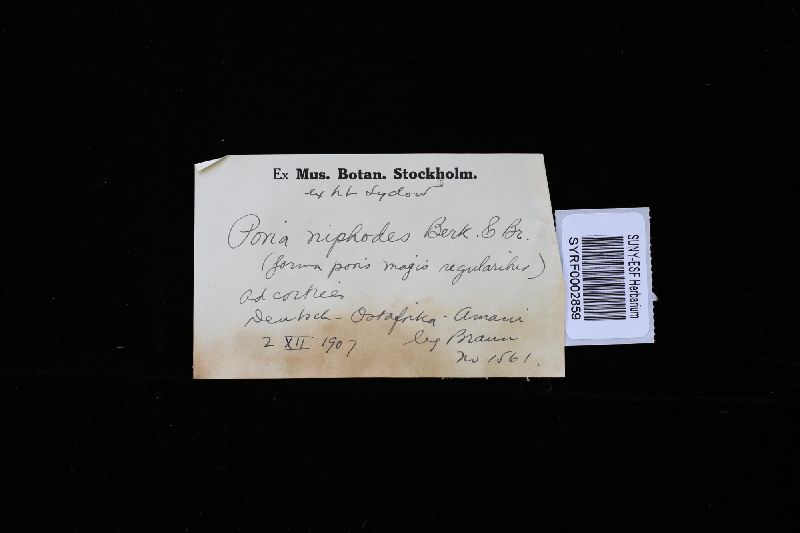 Ex Mus. Botan. Stockholm.
ex hb Sydow
Poria niphodes Berk. & Br.
(forma poris magis regularibus)
ad cortices
Deutsch-Ostafrika - Amani
2 XII 1907 leg Braun
No 1561.
SUNY-ESF Herbarium
SYRF0002859